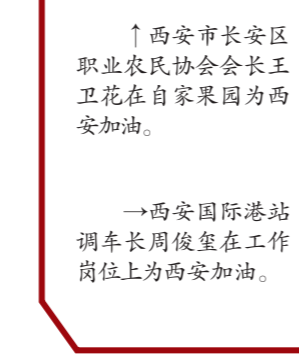 ↑西安市长安区
职业农民协会会长王
卫花在自家果园为西
安加油。
→西安国际港站
调车长周俊玺在工作
岗位上为西安加油。